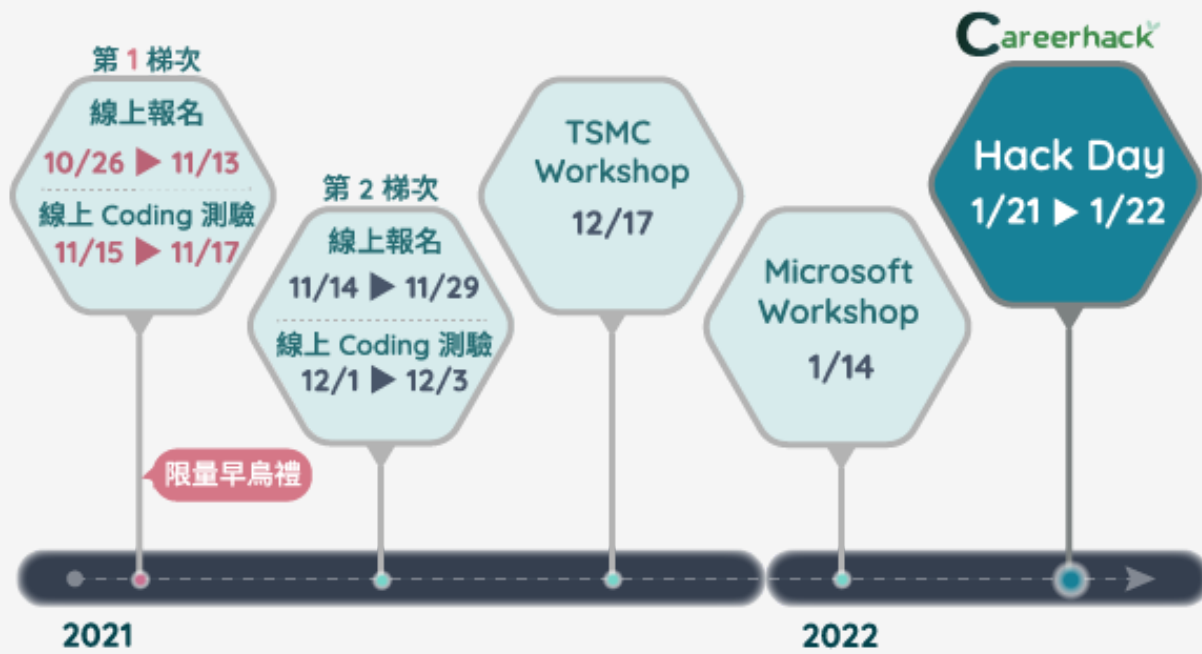 第 1 梯次
線上報名
10/26 ▶ 11/13
線上 Coding 測驗
11/15 ▶ 11/17
限量早鳥禮
第 2 梯次
線上報名
11/14 ▶ 11/29
線上 Coding 測驗
12/1 ▶ 12/3
TSMC
Workshop
12/17
Microsoft
Workshop
1/14
Careerhack
Hack Day
1/21 ▶ 1/22
2021
2022